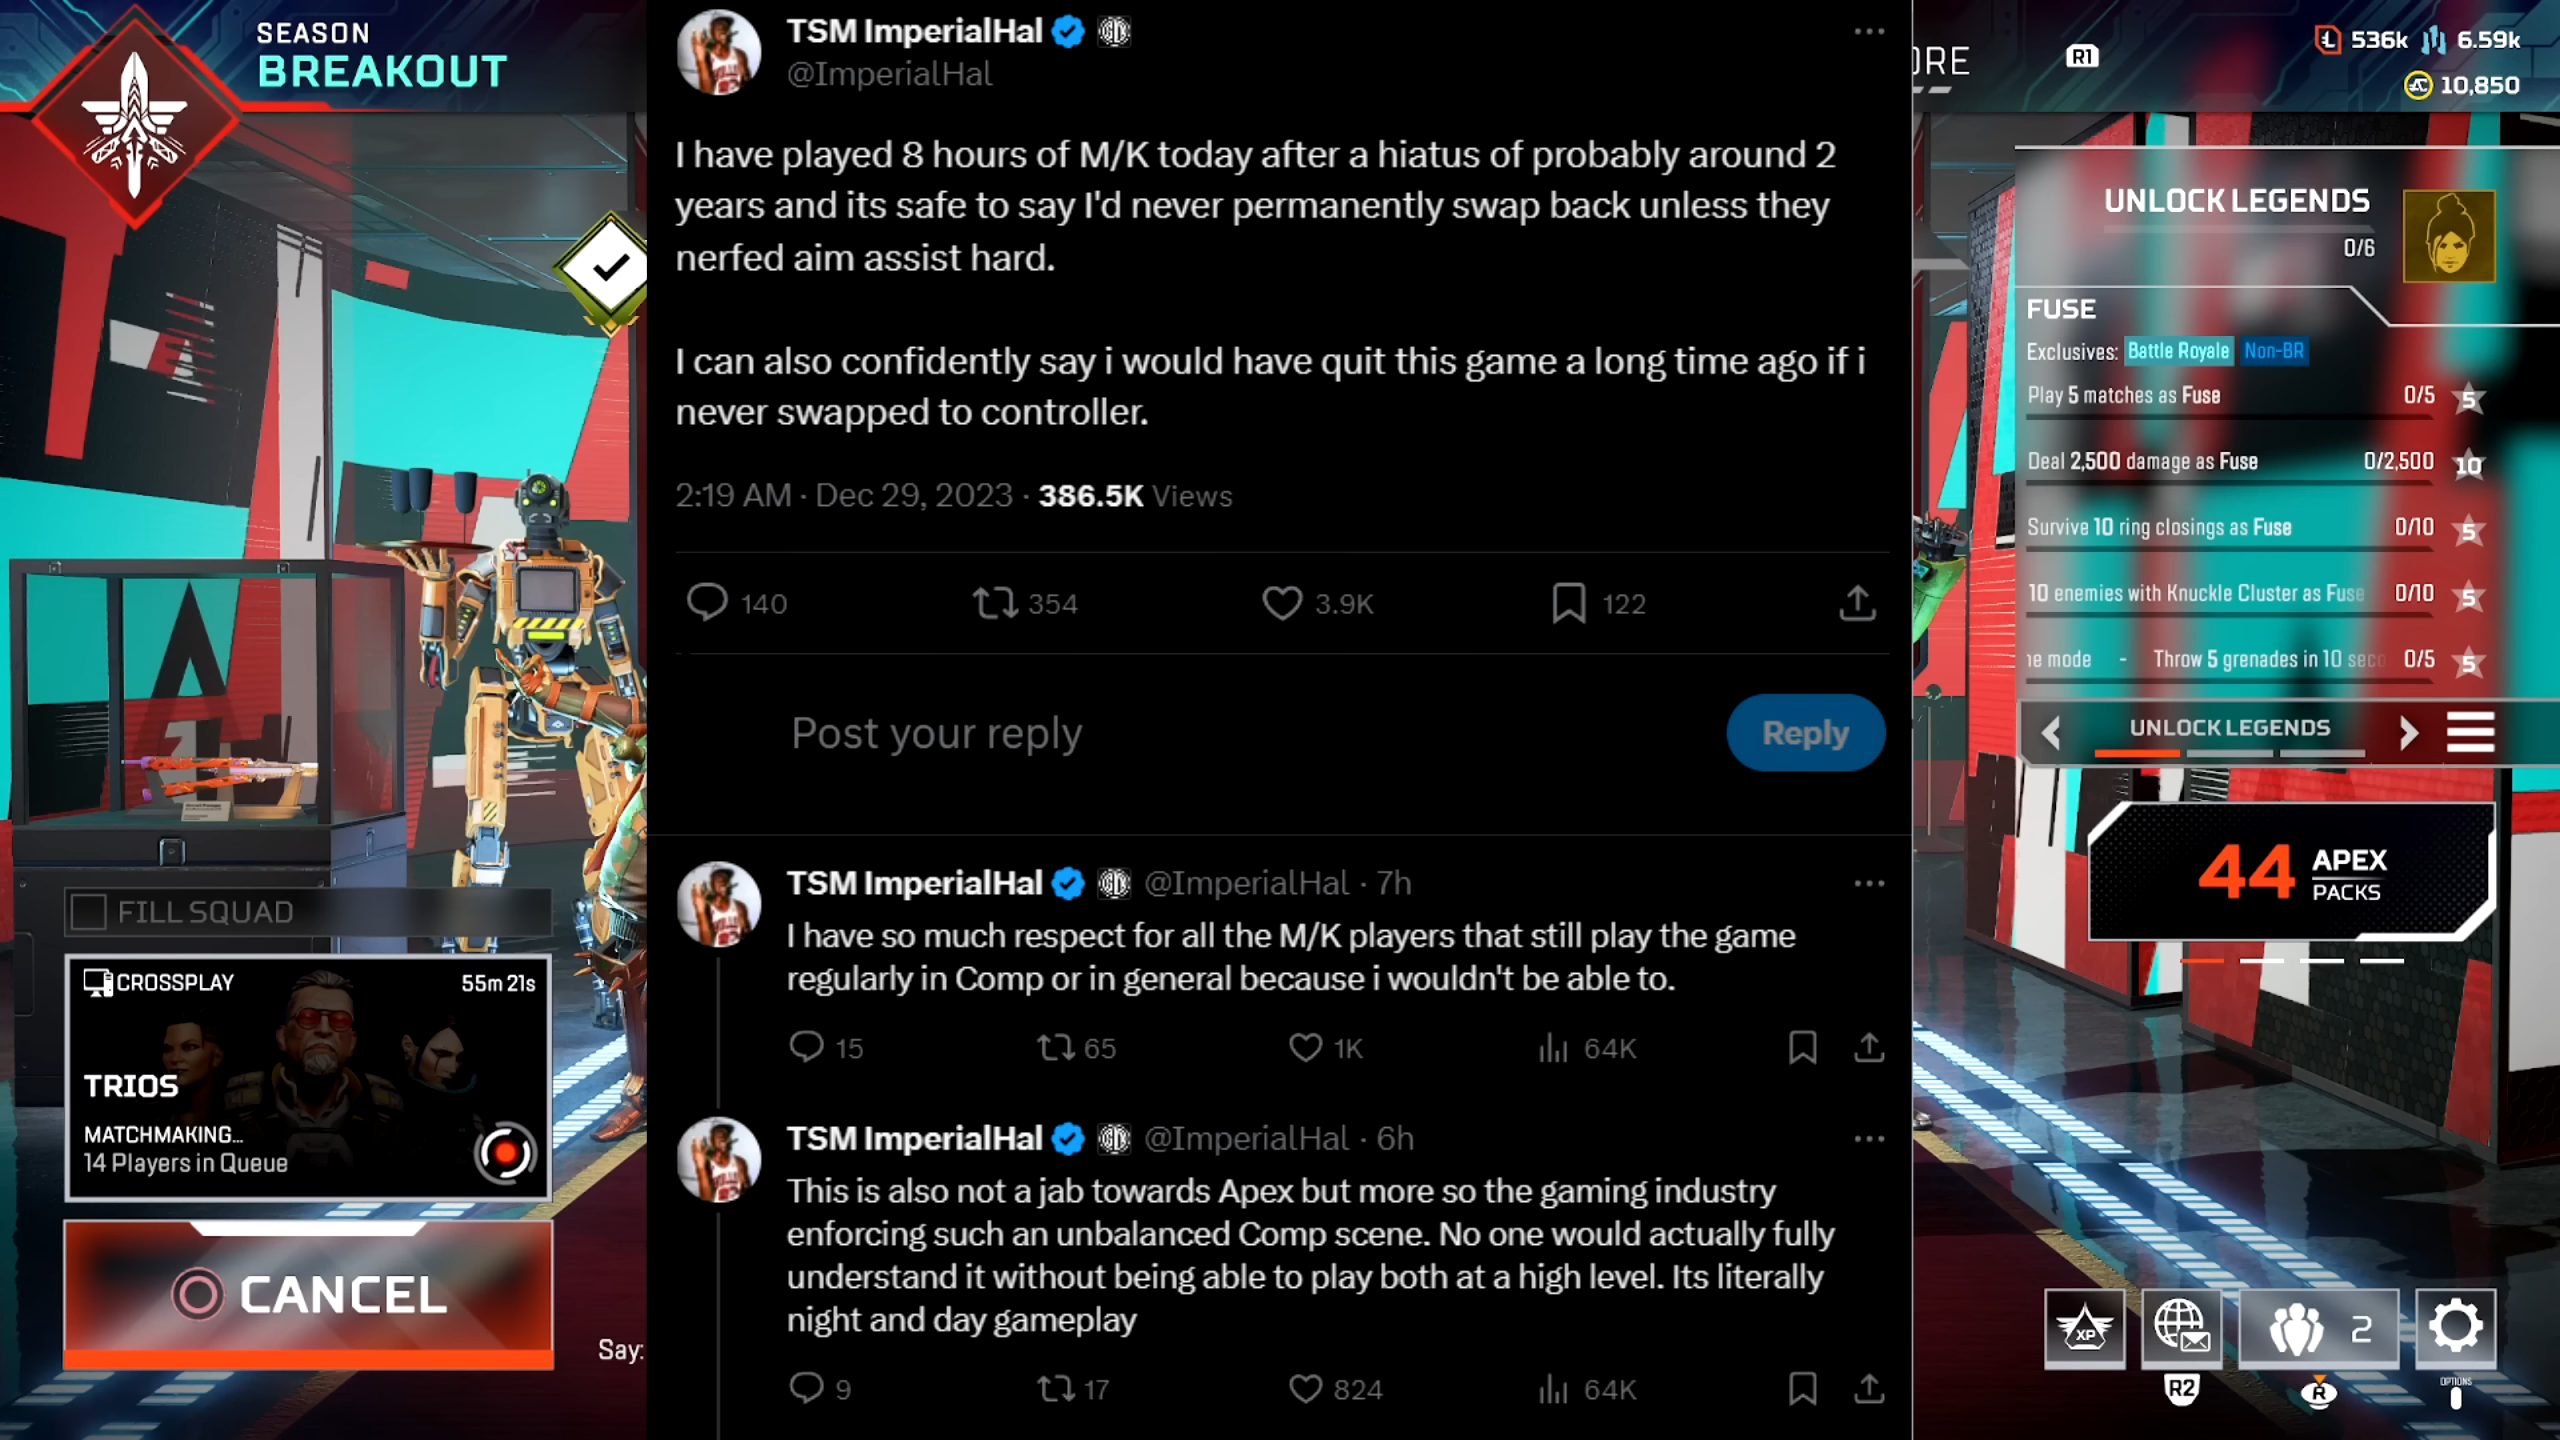 SEASON
BREAKOUT
FILL SQUAD
CROSSPLAY
55m 21s
TRIOS
MATCHMAKING...
14 Players in Queue
CANCEL
Say:
TSM ImperialHal
@ImperialHal
I have played 8 hours of M/K today after a hiatus of probably around 2
years and its safe to say I'd never permanently swap back unless they
nerfed aim assist hard.
I can also confidently say i would have quit this game a long time ago if i
never swapped to controller.
2:19 AM · Dec 29, 2023 · 386.5K Views
140 354 3.9K 122
Post your reply
Reply
TSM ImperialHal @ImperialHal · 7h
I have so much respect for all the M/K players that still play the game
regularly in Comp or in general because i wouldn't be able to.
15 65 1K 64K
TSM ImperialHal @ImperialHal · 6h
This is also not a jab towards Apex but more so the gaming industry
enforcing such an unbalanced Comp scene. No one would actually fully
understand it without being able to play both at a high level. Its literally
night and day gameplay
9 17 824 64K
ORE
R1
536k 6.59k
10,850
UNLOCK LEGENDS
0/6
FUSE
Exclusives: Battle Royale Non-BR
Play 5 matches as Fuse 0/5 5
Deal 2,500 damage as Fuse 0/2,500 10
Survive 10 ring closings as Fuse 0/10 5
10 enemies with Knuckle Cluster as Fuse 0/10 5
ne mode - Throw 5 grenades in 10 seco 0/5 5
UNLOCK LEGENDS
44 APEX
PACKS
XP
2
R2
R
OPTIONS